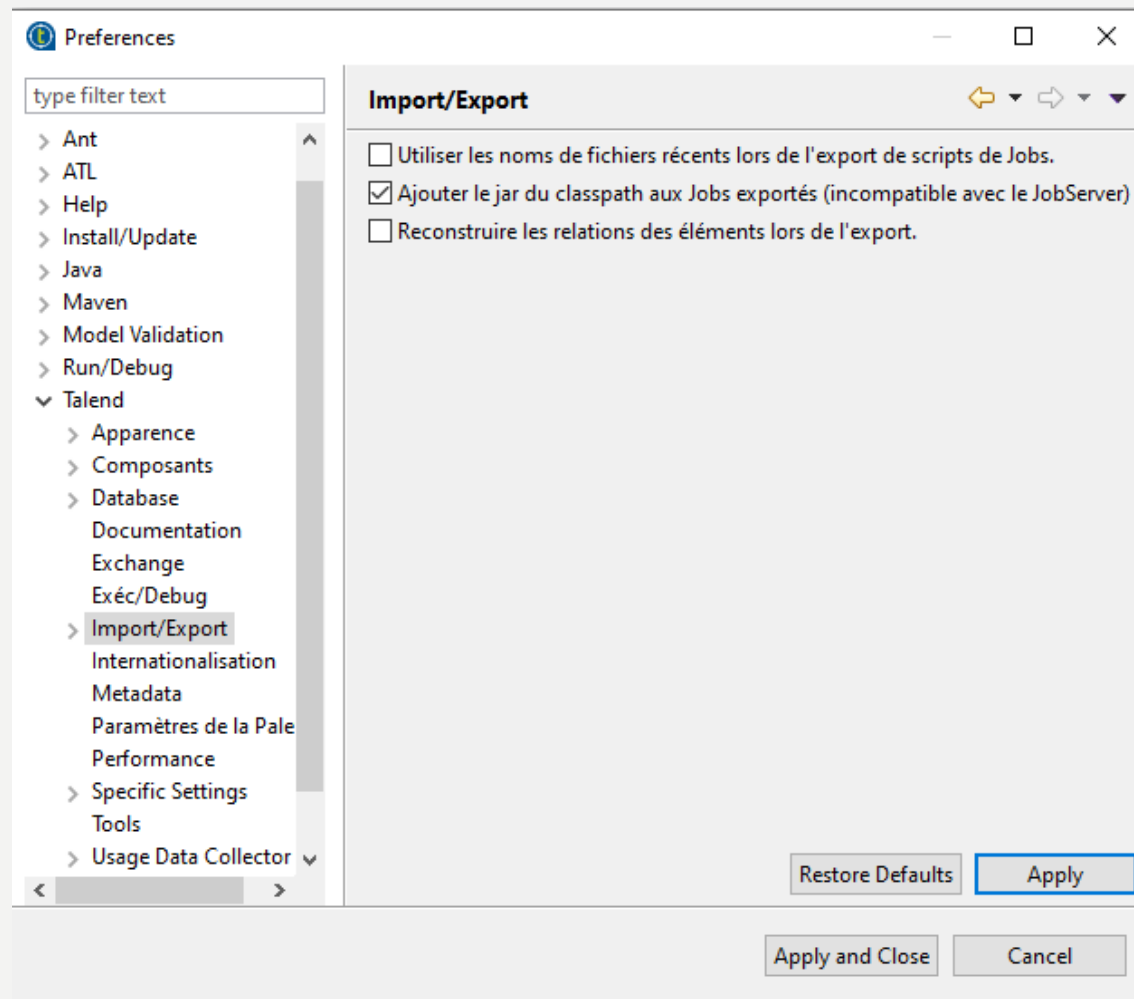 Preferences
type filter text
Ant
ATL
Help
Install/Update
Java
Maven
Model Validation
Run/Debug
Talend
Apparence
Composants
Database
Documentation
Exchange
Exéc/Debug
Import/Export
Internationalisation
Metadata
Paramètres de la Pale
Performance
Specific Settings
Tools
Usage Data Collector
Import/Export
Utiliser les noms de fichiers récents lors de l'export de scripts de Jobs.
Ajouter le jar du classpath aux Jobs exportés (incompatible avec le JobServer)
Reconstruire les relations des éléments lors de l'export.
Restore Defaults Apply
Apply and Close Cancel